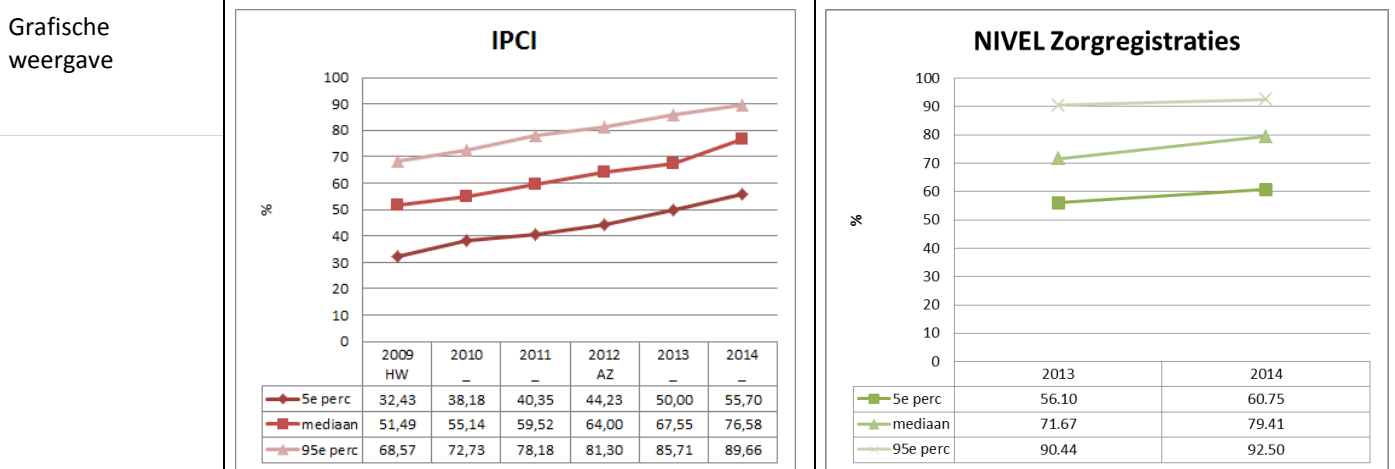 Grafische
weergave
IPCI
100
90
80
70
60
50
40
30
20
10
0
%
2009 2010 2011 2012 2013 2014
HW _ _ AZ _ _
5e perc 32,43 38,18 40,35 44,23 50,00 55,70
mediaan 51,49 55,14 59,52 64,00 67,55 76,58
95e perc 68,57 72,73 78,18 81,30 85,71 89,66
NIVEL Zorgregistraties
100
90
80
70
60
50
40
30
20
10
0
%
2013 2014
5e perc 56.10 60.75
mediaan 71.67 79.41
95e perc 90.44 92.50